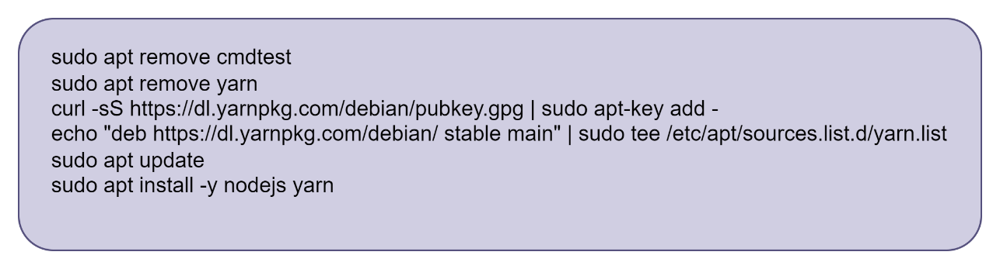 sudo apt remove cmdtest
sudo apt remove yarn
curl -sS https://dl.yarnpkg.com/debian/pubkey.gpg | sudo apt-key add -
echo "deb https://dl.yarnpkg.com/debian/ stable main" | sudo tee /etc/apt/sources.list.d/yarn.list
sudo apt update
sudo apt install -y nodejs yarn